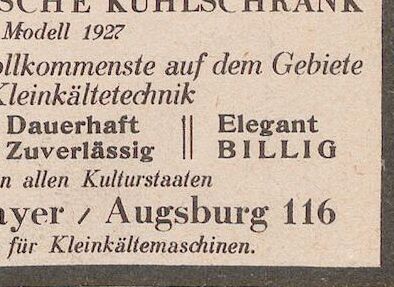 SCHE KÜHLSCHRANK
Modell 1927
ollkommenste auf dem Gebiete
Kleinkältetechnik
Dauerhaft || Elegant
Zuverlässig || BILLIG
n allen Kulturstaaten
ayer / Augsburg 116
für Kleinkältemaschinen.